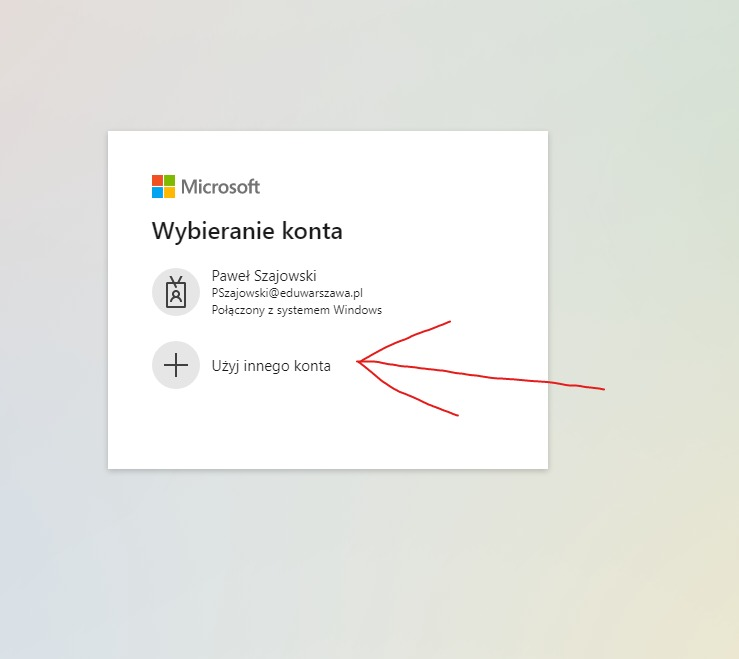 Microsoft
Wybieranie konta
Paweł Szajowski
PSzajowski@eduwarszawa.pl
Połączony z systemem Windows
Użyj innego konta